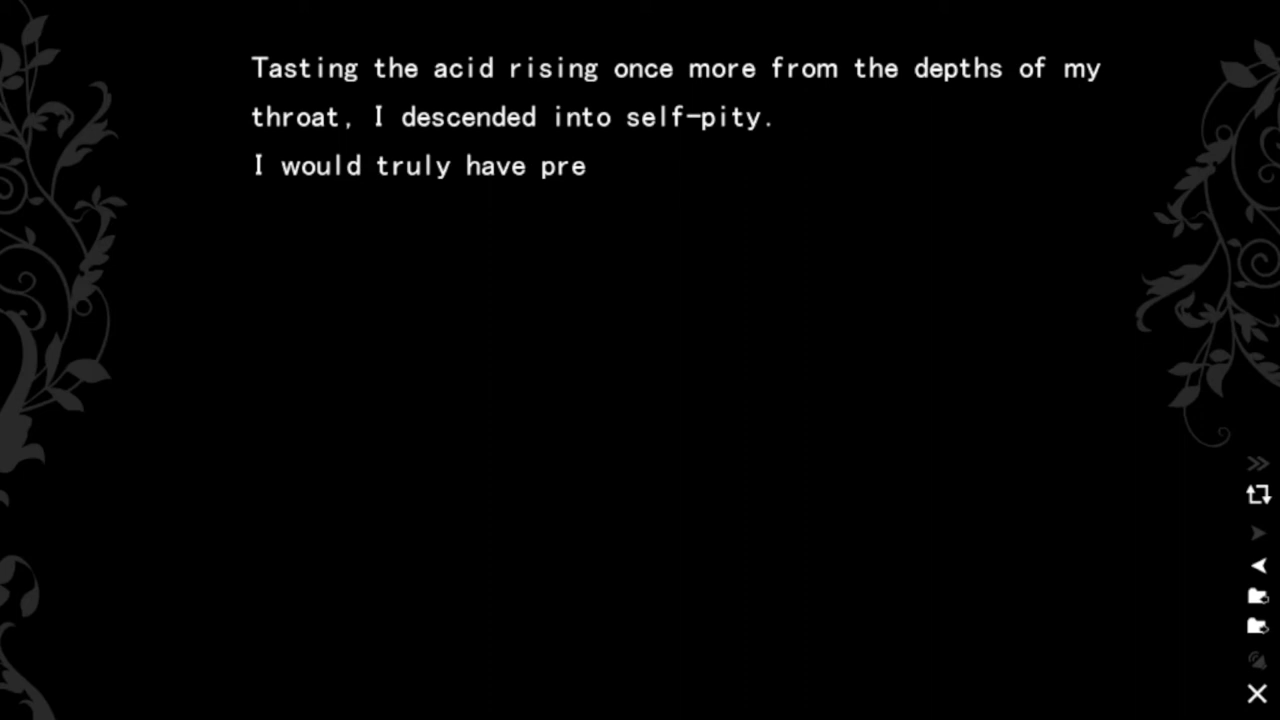 Tasting the acid rising once more from the depths of my
throat, I descended into self-pity.
I would truly have pre